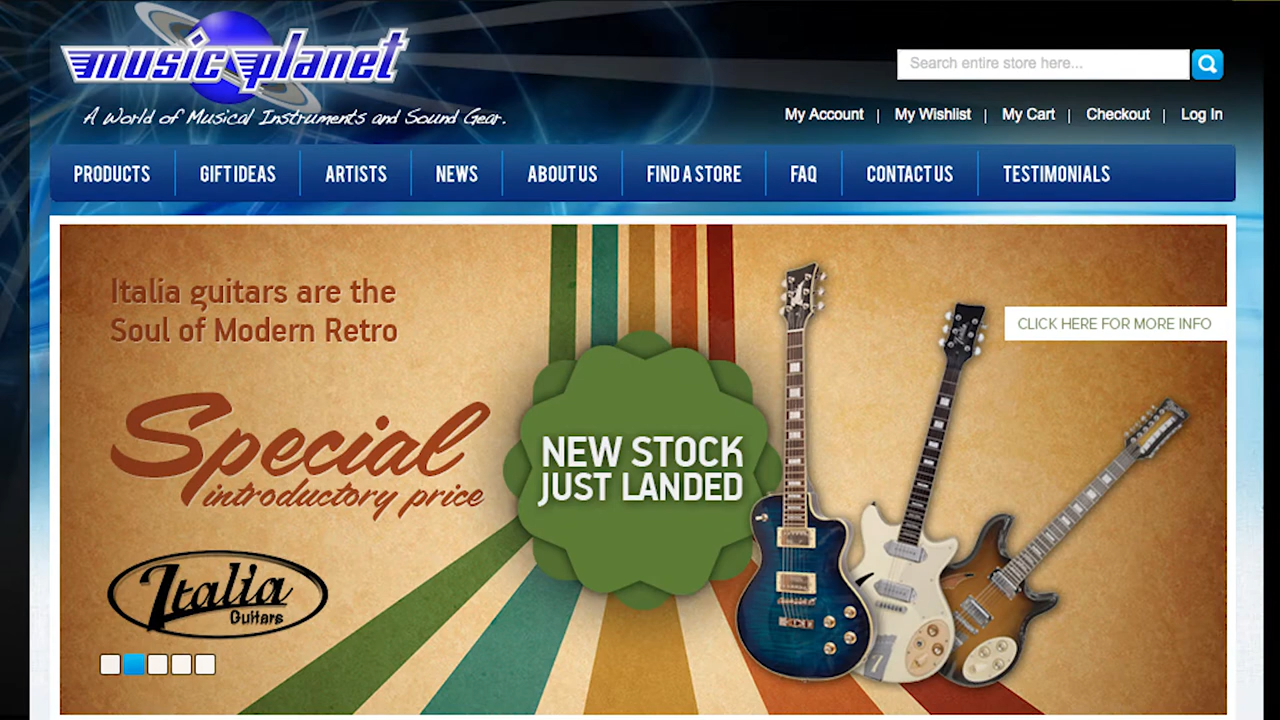 music planet
A World of Musical Instruments and Sound Gear.
Search entire store here...
My Account | My Wishlist | My Cart | Checkout | Log In
PRODUCTS GIFT IDEAS ARTISTS NEWS ABOUT US FIND A STORE FAQ CONTACT US TESTIMONIALS
Italia guitars are the
Soul of Modern Retro
CLICK HERE FOR MORE INFO
Special
introductory price
NEW STOCK
JUST LANDED
Italia
Guitars